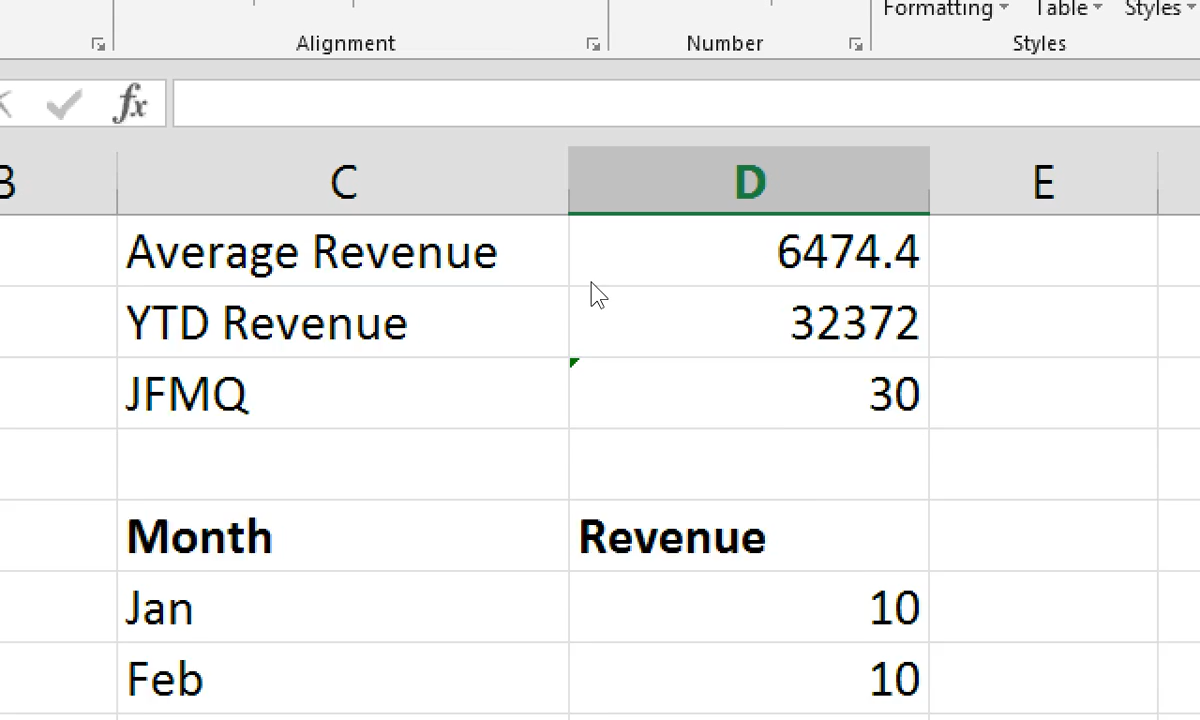 Formatting Table Styles
Alignment Number Styles
fx
B C D E
Average Revenue 6474.4
YTD Revenue 32372
JFMQ 30
Month Revenue
Jan 10
Feb 10